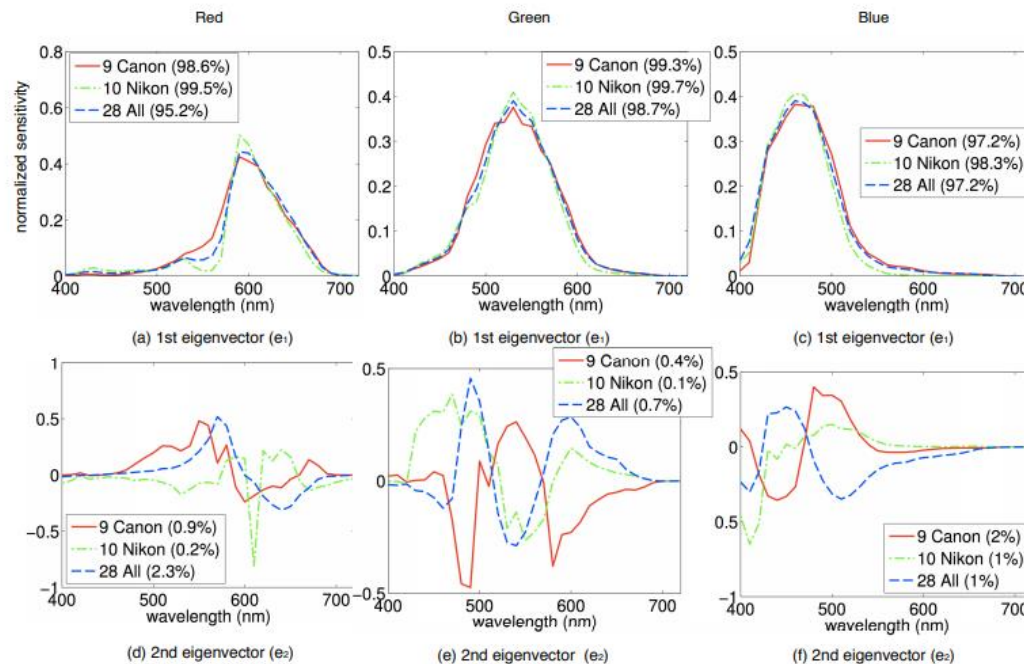 Red
Green
Blue
normalized sensitivity
0.8
0.6
0.4
0.2
0
9 Canon (98.6%)
10 Nikon (99.5%)
28 All (95.2%)
400 500 600 700
wavelength (nm)
(a) 1st eigenvector (e1)
0.5
0.4
0.3
0.2
0.1
0
9 Canon (99.3%)
10 Nikon (99.7%)
28 All (98.7%)
400 500 600 700
wavelength (nm)
(b) 1st eigenvector (e1)
0.5
0.4
0.3
0.2
0.1
0
9 Canon (97.2%)
10 Nikon (98.3%)
28 All (97.2%)
400 500 600 700
wavelength (nm)
(c) 1st eigenvector (e1)
1
0.5
0
−0.5
−1
9 Canon (0.9%)
10 Nikon (0.2%)
28 All (2.3%)
400 500 600 700
wavelength (nm)
(d) 2nd eigenvector (e2)
0.5
0
−0.5
9 Canon (0.4%)
10 Nikon (0.1%)
28 All (0.7%)
400 500 600 700
wavelength (nm)
(e) 2nd eigenvector (e2)
0.5
0
0.5
−1
9 Canon (2%)
10 Nikon (1%)
28 All (1%)
400 500 600 700
wavelength (nm)
(f) 2nd eigenvector (e2)